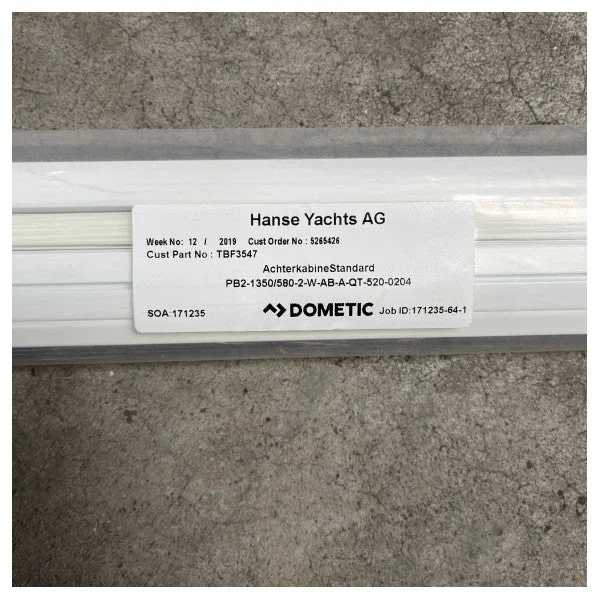 Hanse Yachts AG
Week No: 12 / 2019 Cust Order No : 5265426
Cust Part No : TBF3547
AchterkabineStandard
PB2-1350/580-2-W-AB-A-QT-520-0204
SOA:171235 DOMETIC Job ID:171235-64-1